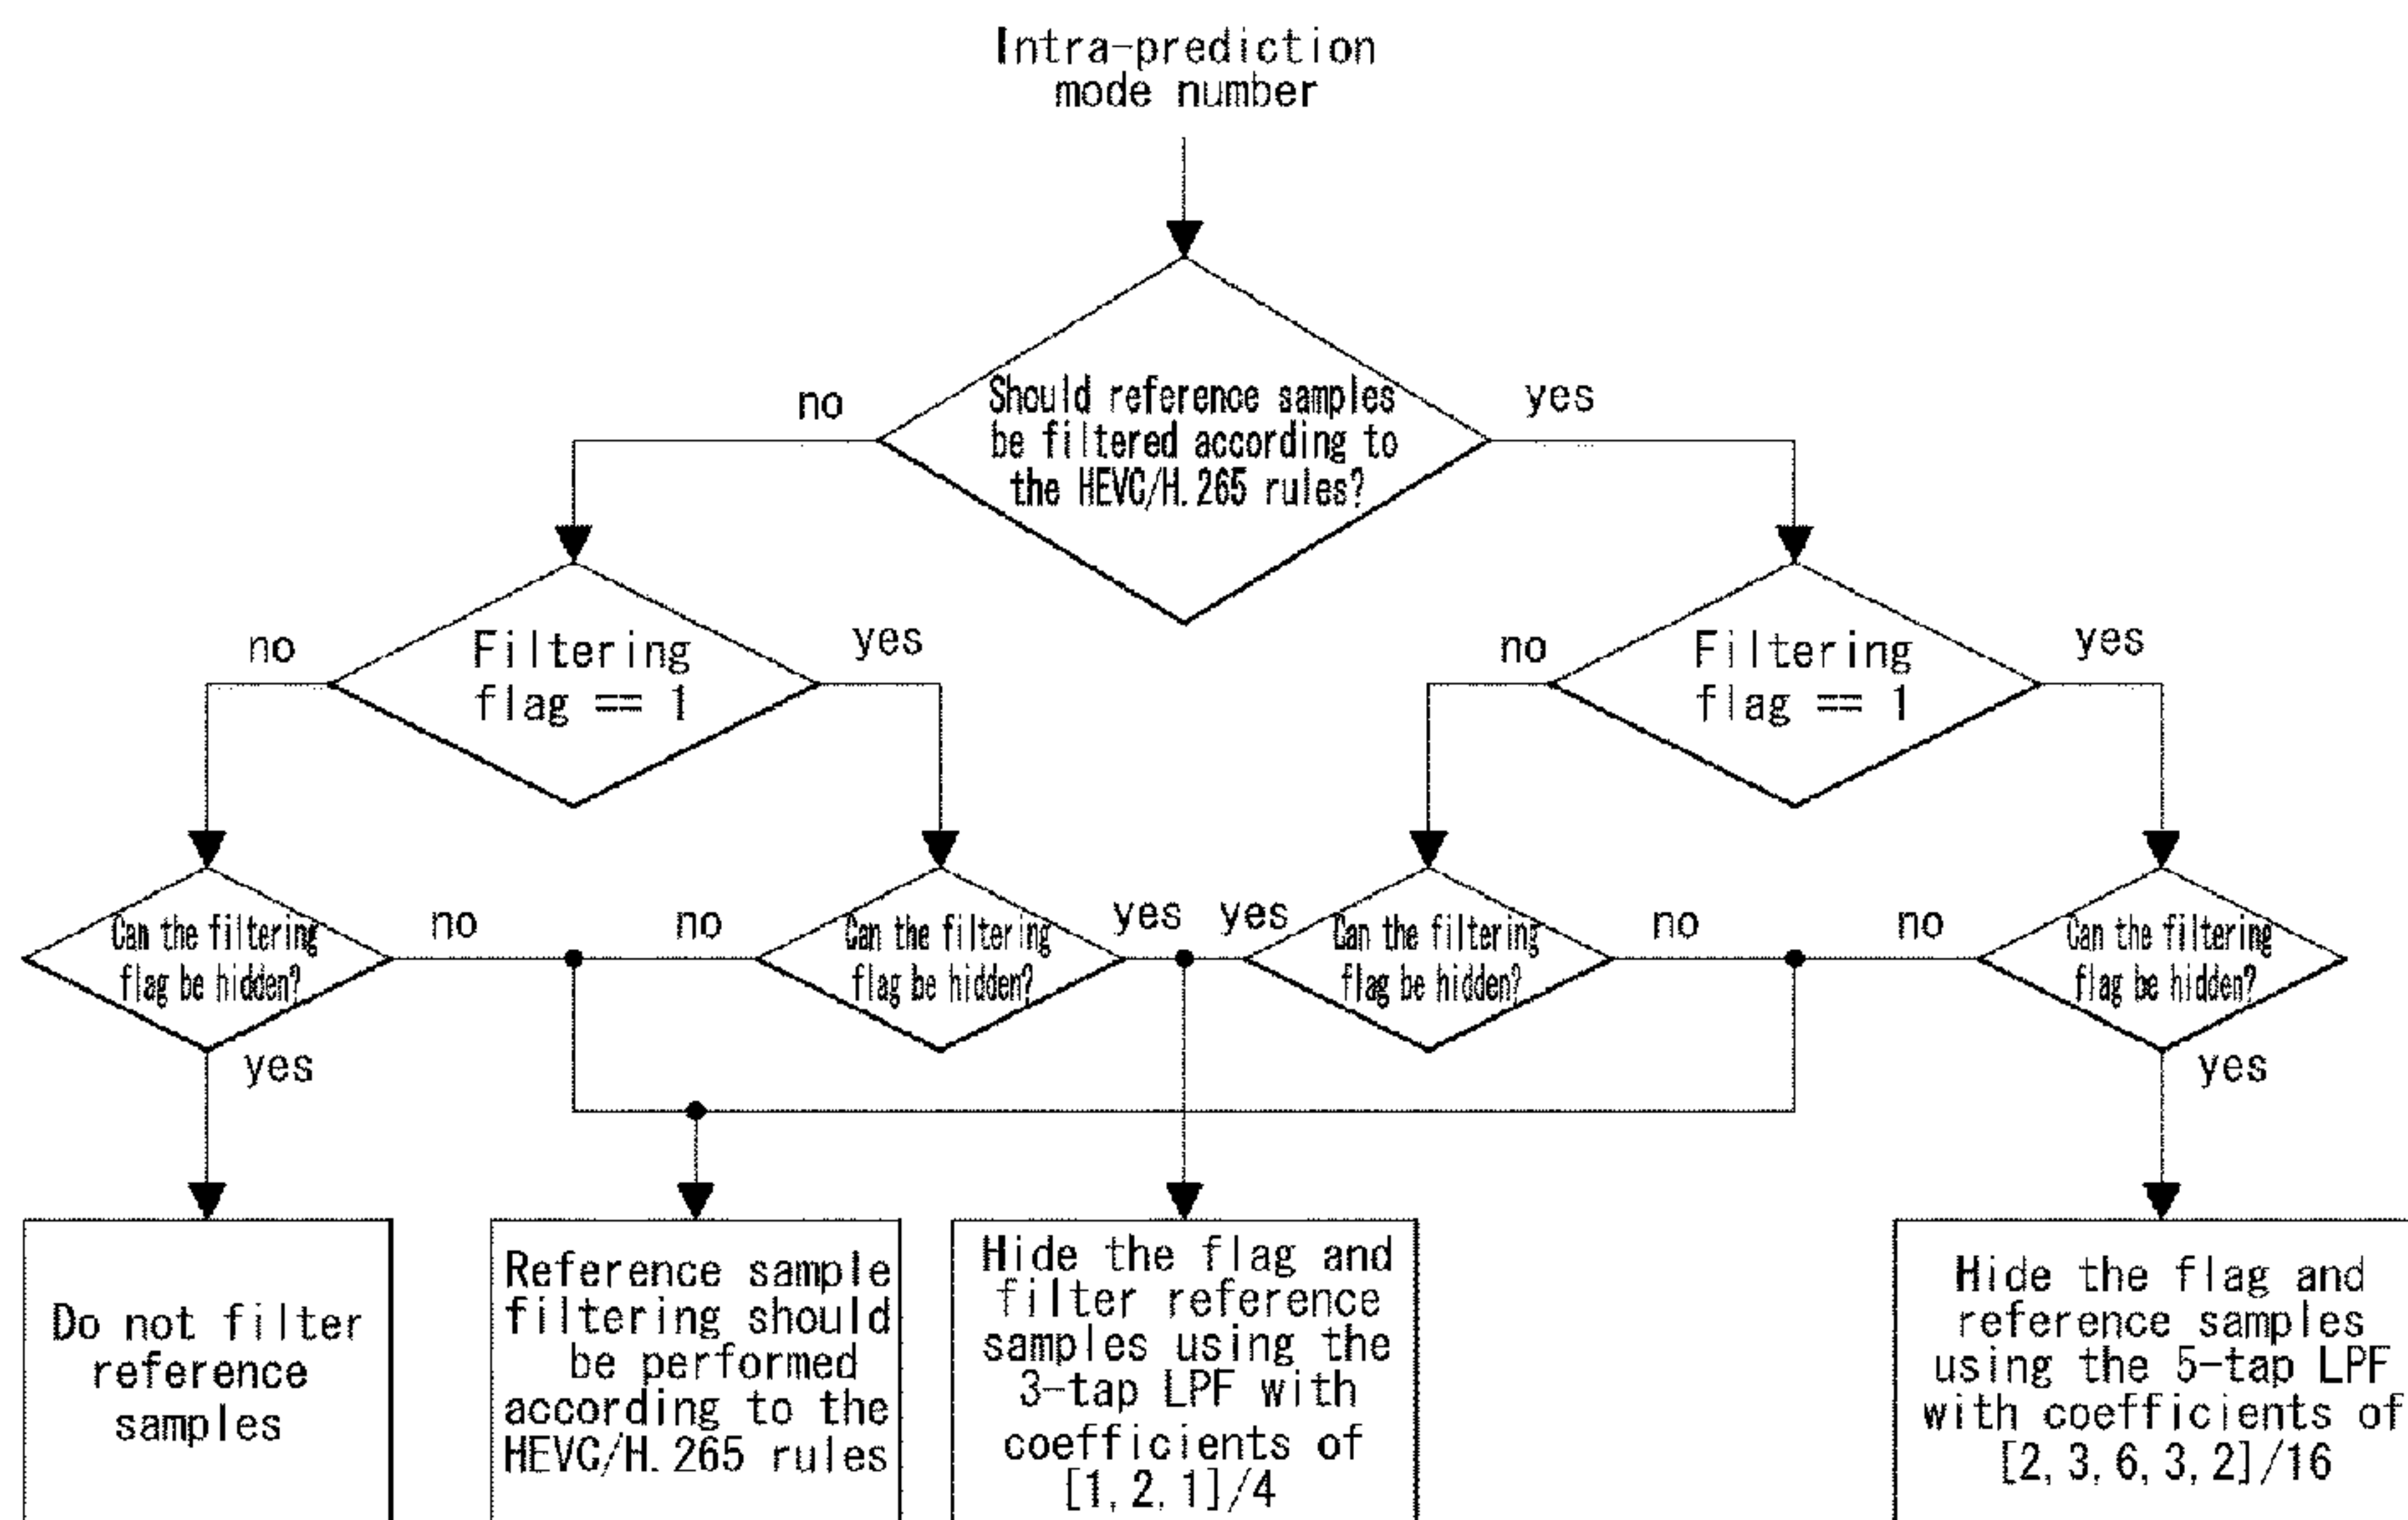 Intra-prediction
mode number
no
Should reference samples
be filtered according to
the HEVC/H.265 rules?
yes
no
Filtering
flag == 1
yes
no
Filtering
flag == 1
yes
Can the filtering
flag be hidden?
no
no
Can the filtering
flag be hidden?
yes
yes
Can the filtering
flag be hidden?
no
no
Can the filtering
flag be hidden?
yes
yes
Do not filter
reference
samples
Reference sample
filtering should
be performed
according to the
HEVC/H.265 rules
Hide the flag and
filter reference
samples using the
3-tap LPF with
coefficients of
[1,2,1]/4
Hide the flag and
reference samples
using the 5-tap LPF
with coefficients of
[2,3,6,3,2]/16